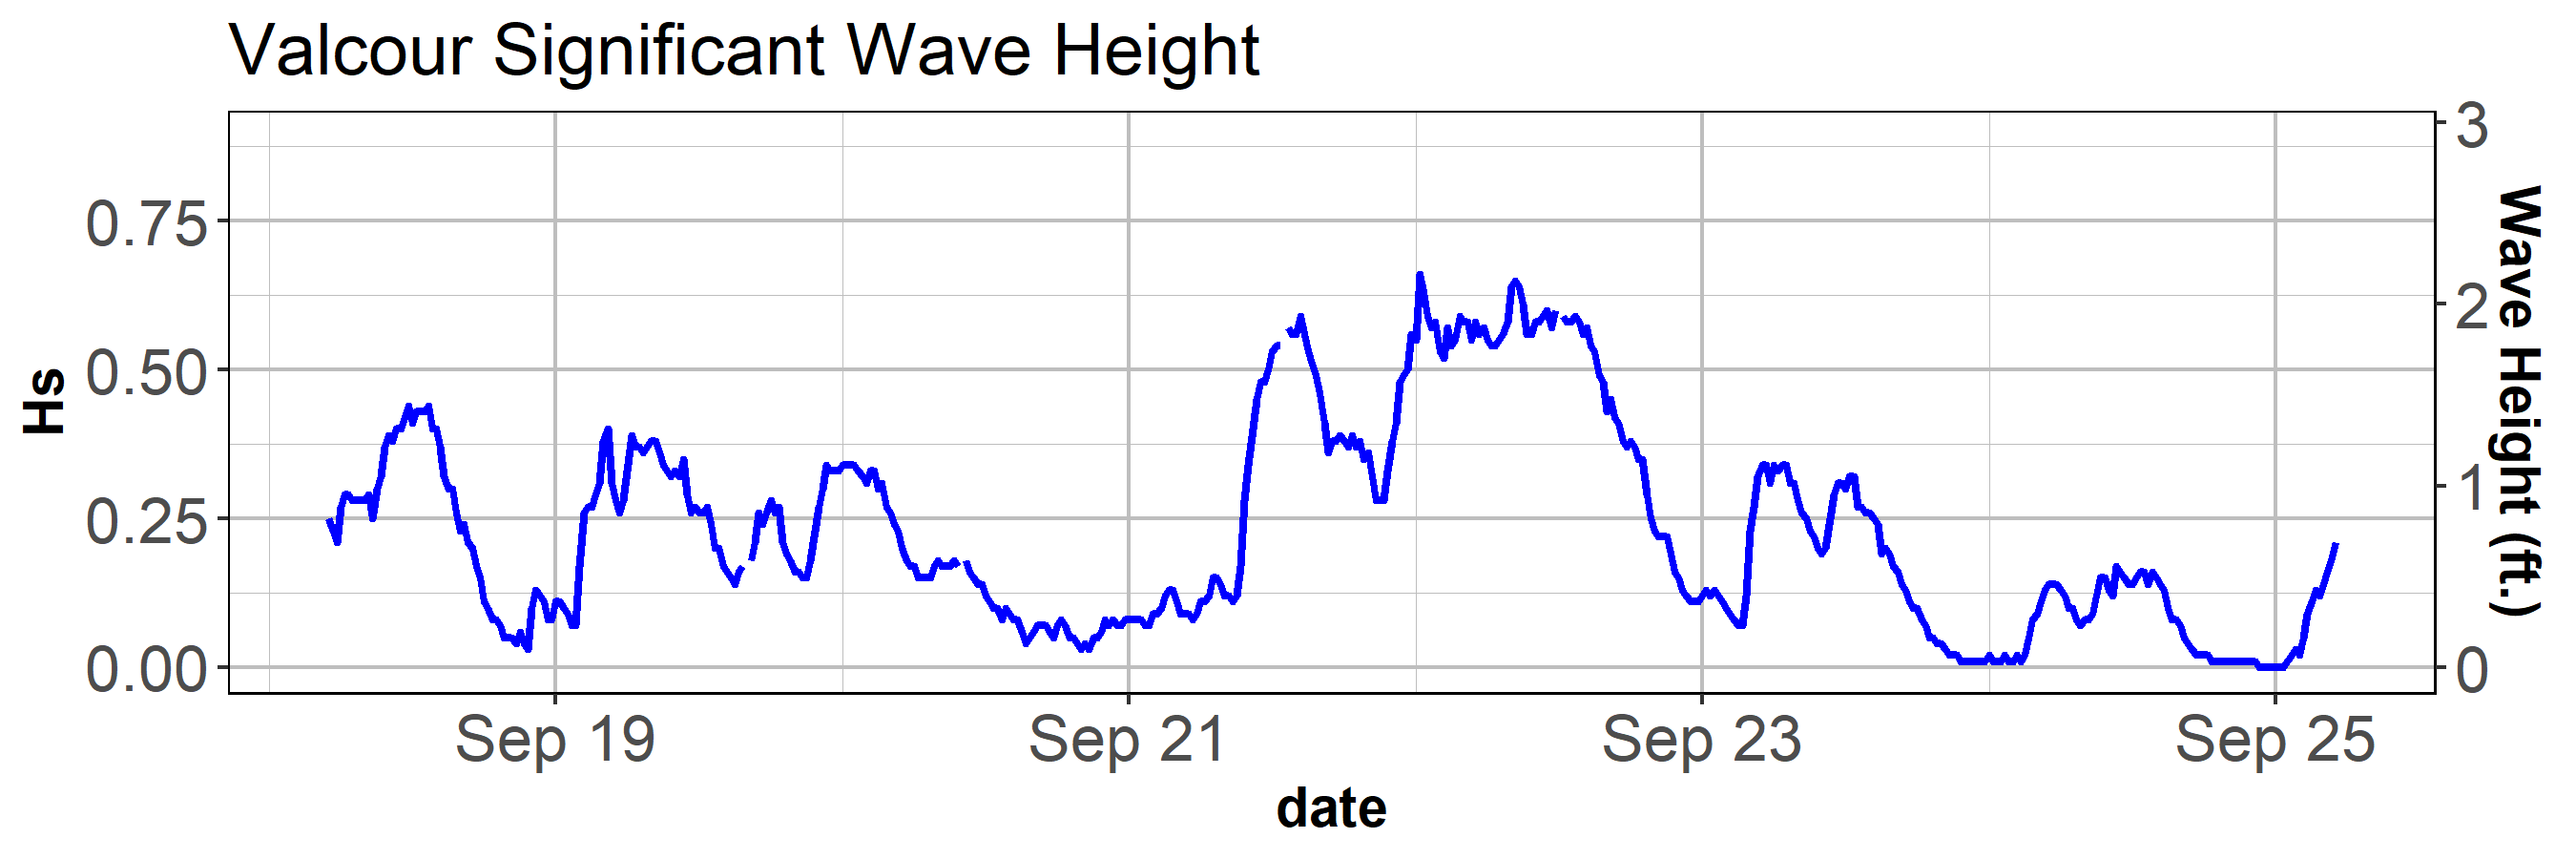 Valcour Significant Wave Height
Hs
0.75
0.50
0.25
0.00
3
2
1
0
Wave Height (ft.)
Sep 19
Sep 21
Sep 23
Sep 25
date